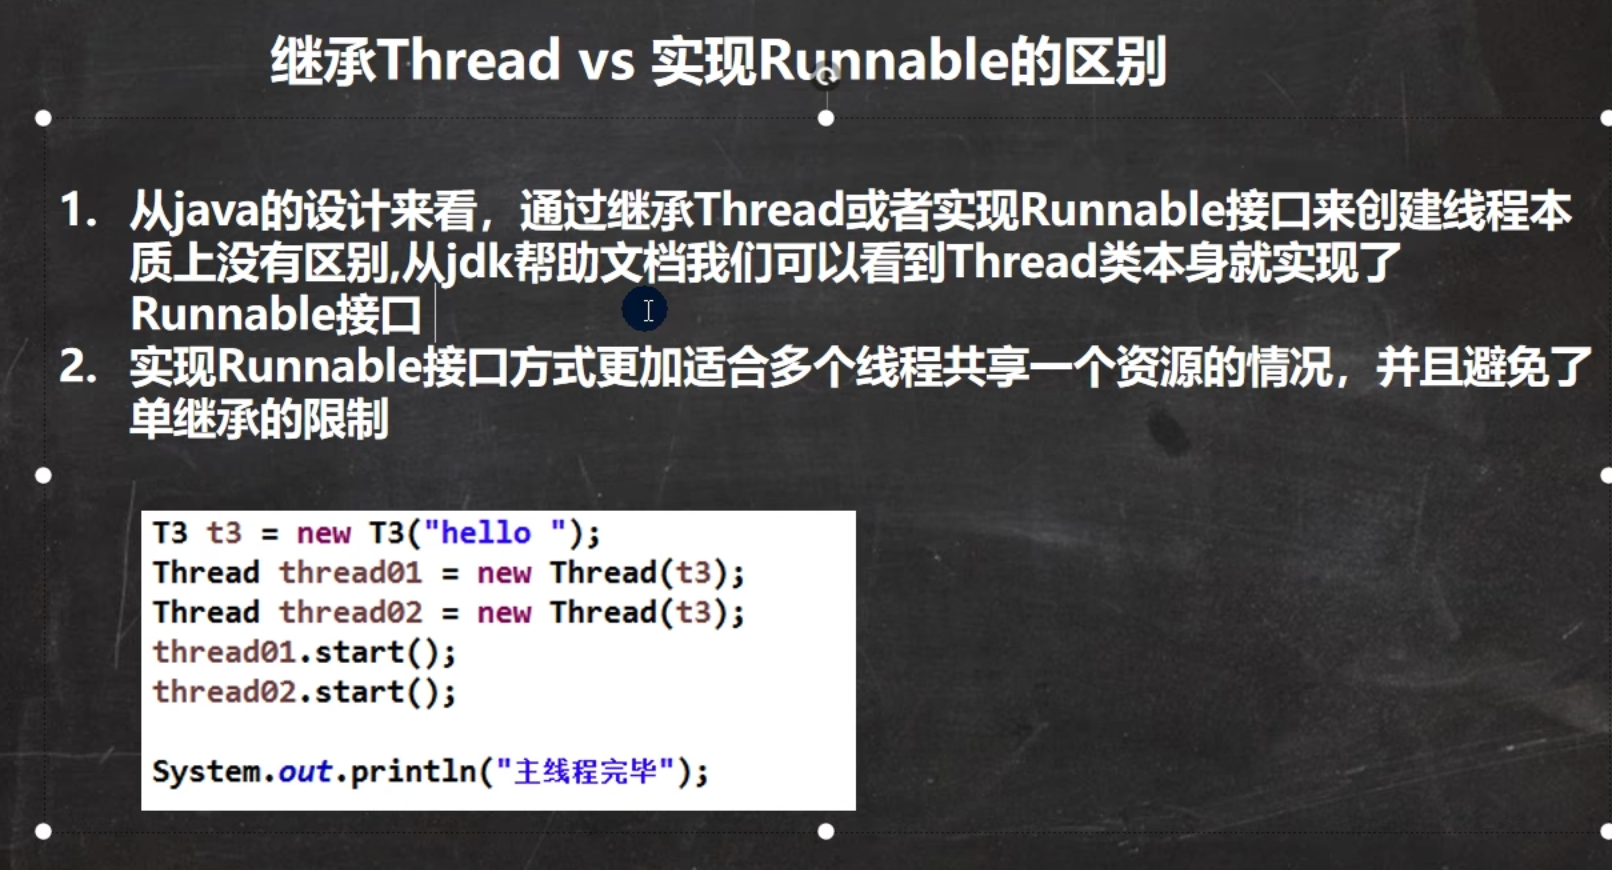 继承Thread vs 实现Runnable的区别
1. 从java的设计来看，通过继承Thread或者实现Runnable接口来创建线程本
质上没有区别,从jdk帮助文档我们可以看到Thread类本身就实现了
Runnable接口
2. 实现Runnable接口方式更加适合多个线程共享一个资源的情况，并且避免了
单继承的限制
T3 t3 = new T3("hello ");
Thread thread01 = new Thread(t3);
Thread thread02 = new Thread(t3);
thread01.start();
thread02.start();
System.out.println("主线程完毕");